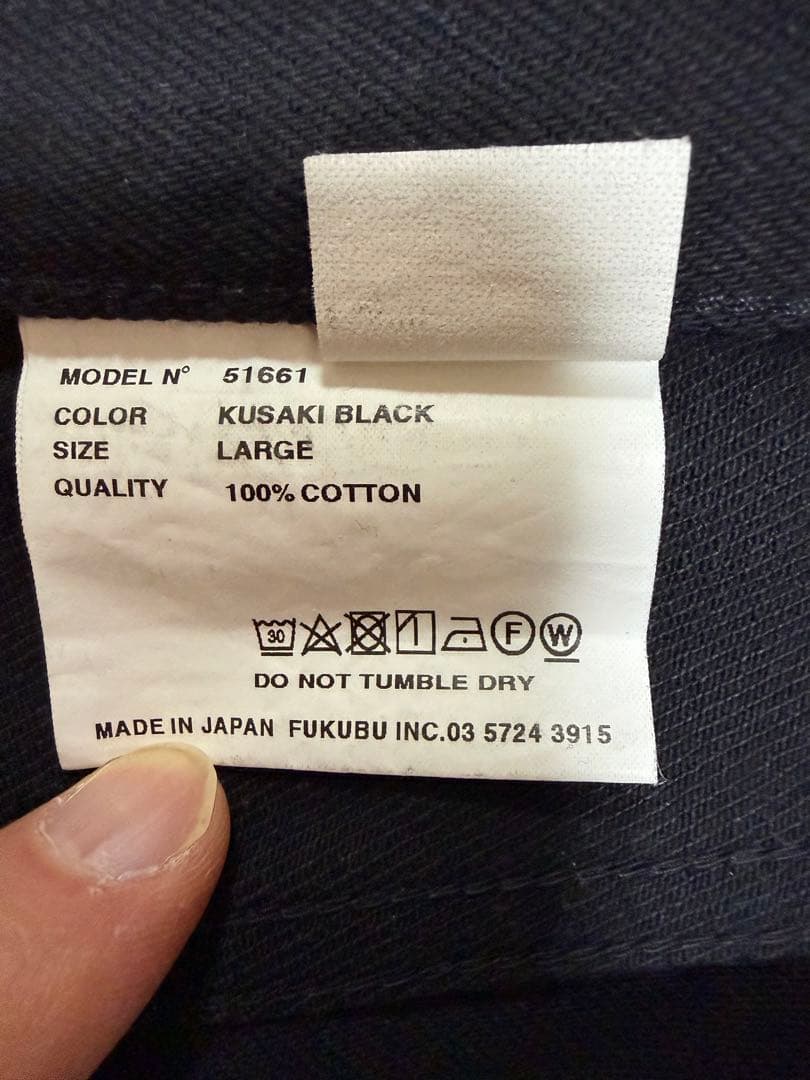 MODEL N° 51661
COLOR KUSAKI BLACK
SIZE LARGE
QUALITY 100% COTTON
30 F W
DO NOT TUMBLE DRY
MADE IN JAPAN FUKUBU INC.03 5724 3915